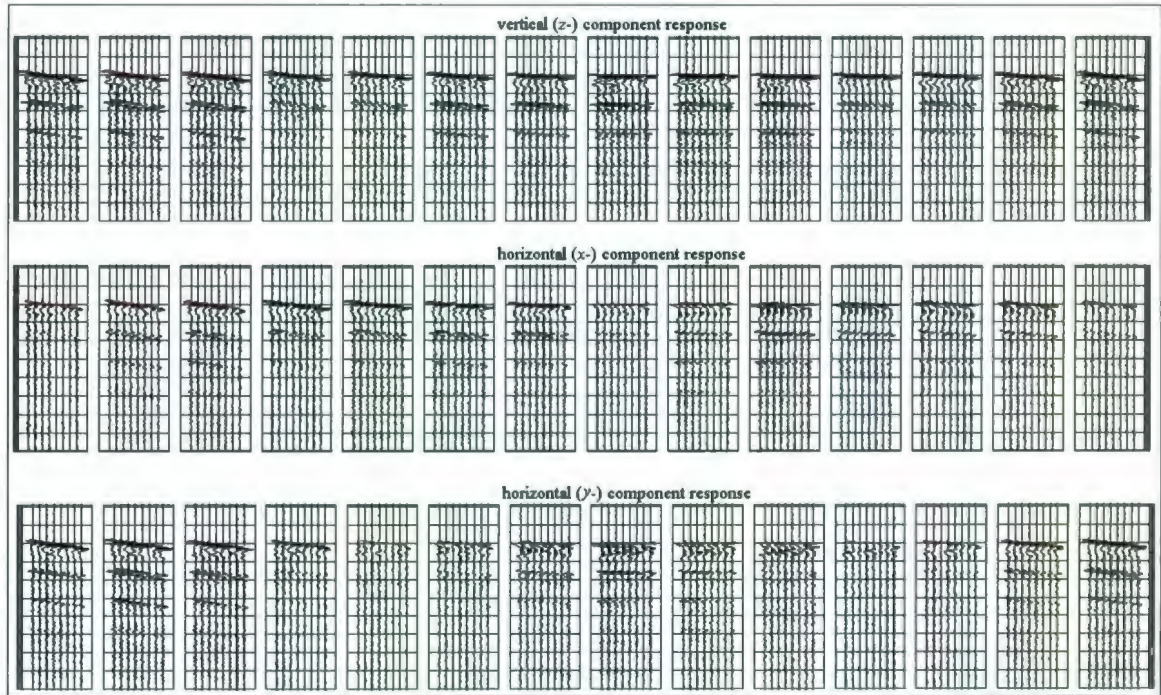 vertical (z-) component response
horizontal (x-) component response
horizontal (y-) component response